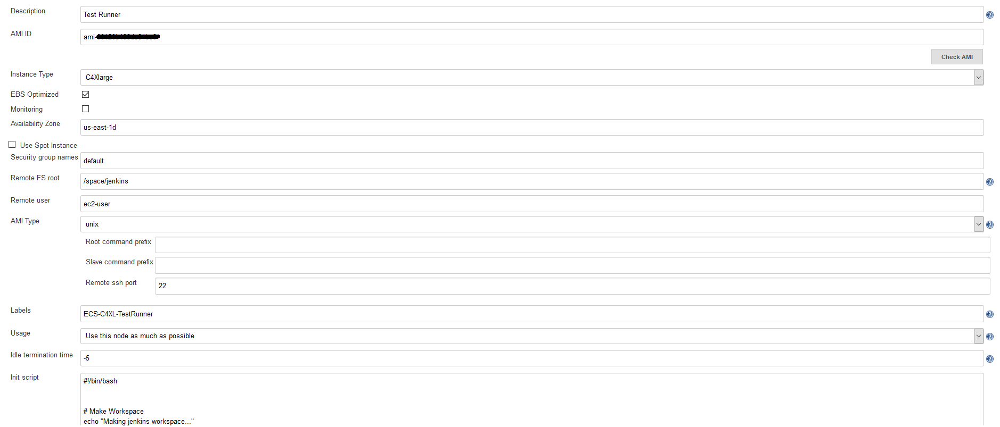 Description
Test Runner
AMI ID
ami-
Check AMI
Instance Type
C4Xlarge
EBS Optimized
Monitoring
Availability Zone
us-east-1d
Use Spot Instance
Security group names
default
Remote FS root
/space/jenkins
Remote user
ec2-user
AMI Type
unix
Root command prefix
Slave command prefix
Remote ssh port
22
Labels
ECS-C4XL-TestRunner
Usage
Use this node as much as possible
Idle termination time
-5
Init script
#!/bin/bash
# Make Workspace
echo "Making jenkins workspace..."